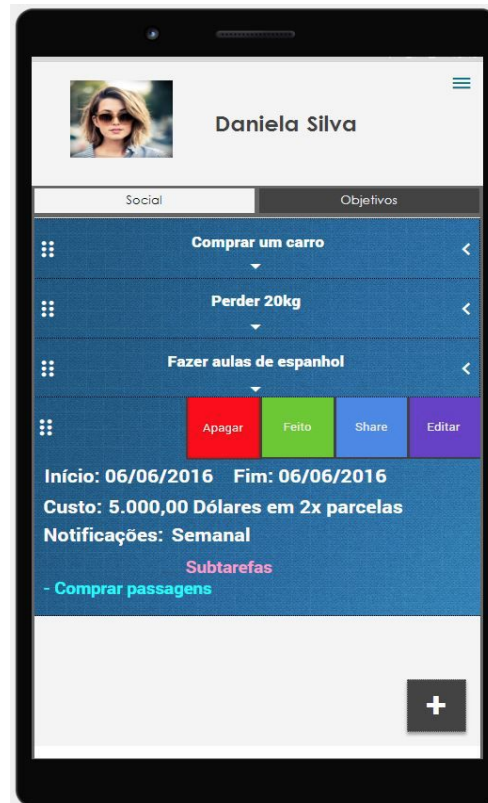 Daniela Silva
Social Objetivos
Comprar um carro
Perder 20kg
Fazer aulas de espanhol
Apagar Feito Share Editar
Início: 06/06/2016 Fim: 06/06/2016
Custo: 5.000,00 Dólares em 2x parcelas
Notificações: Semanal
Subtarefas
- Comprar passagens
+